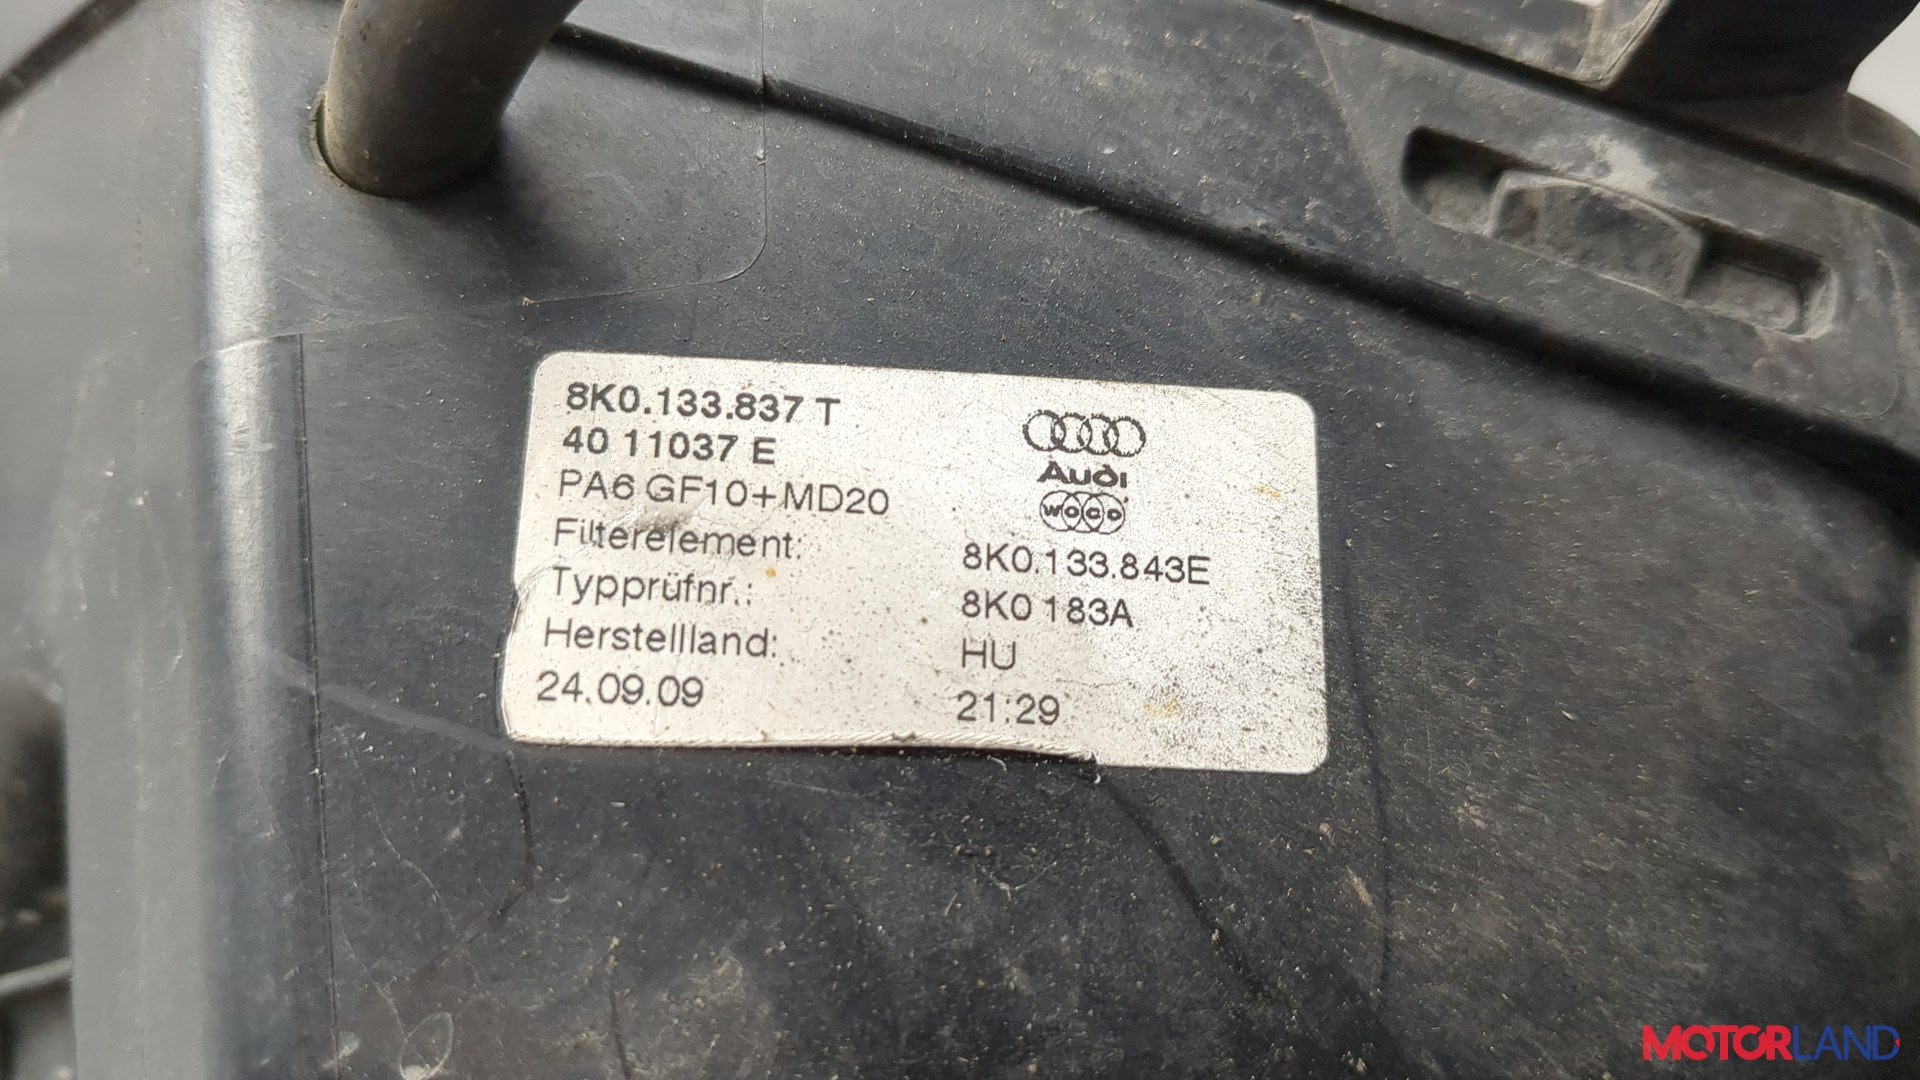 8K0.133.837 T
40 11037 E
PA6 GF10+MD20
Audi
woco
Filterelement: 8K0.133.843E
Typprüfnr.: 8K0 183A
Herstellland: HU
24.09.09 21:29
MOTORLAND